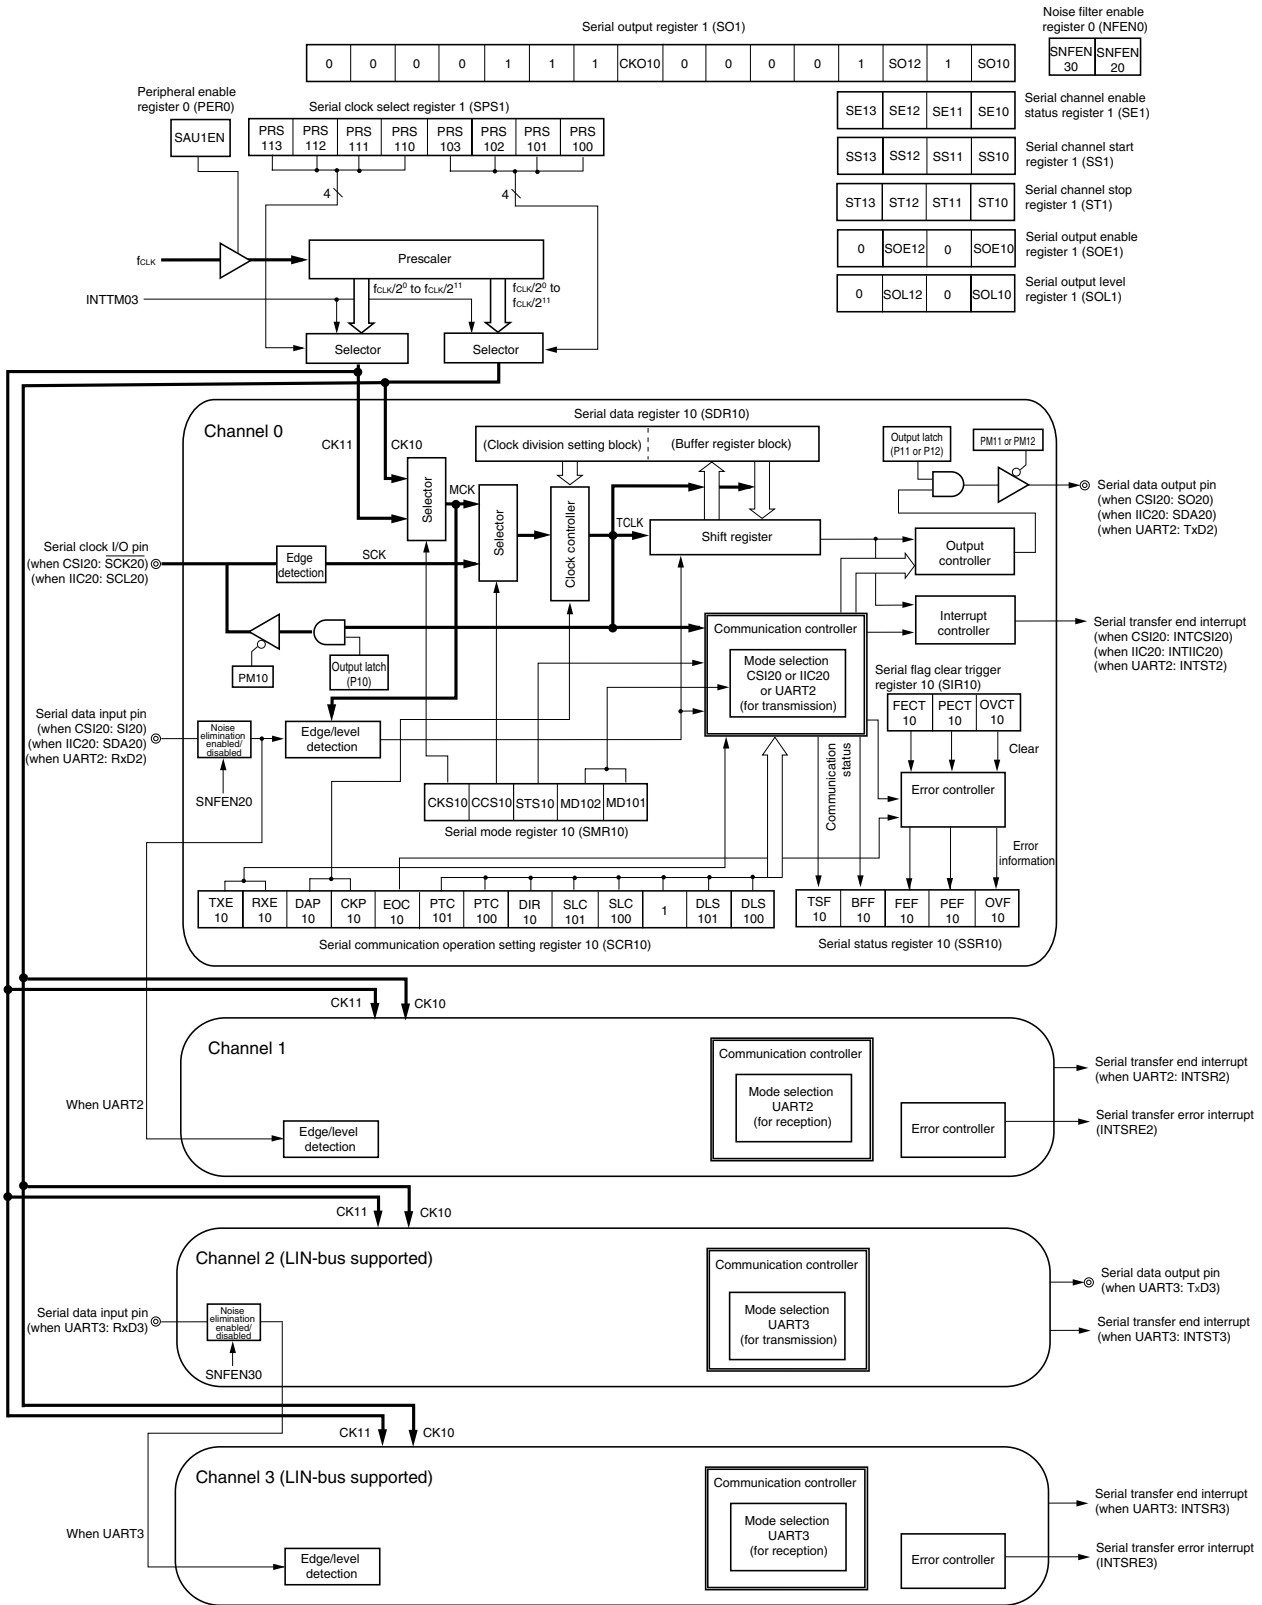 Serial output register 1 (SO1)
0 0 0 0 1 1 1 CKO10 0 0 0 0 1 SO12 1 SO10
Noise filter enable
register 0 (NFEN0)
SNFEN
30
SNFEN
20
Peripheral enable
register 0 (PER0)
SAU1EN
Serial clock select register 1 (SPS1)
PRS
113
PRS
112
PRS
111
PRS
110
PRS
103
PRS
102
PRS
101
PRS
100
4
4
SE13 SE12 SE11 SE10
Serial channel enable
status register 1 (SE1)
SS13 SS12 SS11 SS10
Serial channel start
register 1 (SS1)
ST13 ST12 ST11 ST10
Serial channel stop
register 1 (ST1)
0 SOE12 0 SOE10
Serial output enable
register 1 (SOE1)
0 SOL12 0 SOL10
Serial output level
register 1 (SOL1)
fCLK
Prescaler
INTTM03
fCLK/2⁰ to fCLK/2¹¹
fCLK/2⁰ to
fCLK/2¹¹
Selector
Selector
Channel 0
CK11
CK10
Serial data register 10 (SDR10)
(Clock division setting block)
(Buffer register block)
Selector
MCK
Selector
Clock controller
TCLK
Shift register
Output latch
(P11 or P12)
PM11 or PM12
Serial data output pin
(when CSI20: SO20)
(when IIC20: SDA20)
(when UART2: TxD2)
Serial clock I/O pin
(when CSI20: SCK20)
(when IIC20: SCL20)
Edge
detection
SCK
Output
controller
Interrupt
controller
Serial transfer end interrupt
(when CSI20: INTCSI20)
(when IIC20: INTIIC20)
(when UART2: INTST2)
PM10
Output latch
(P10)
Communication controller
Mode selection
CSI20 or IIC20
or UART2
(for transmission)
Serial flag clear trigger
register 10 (SIR10)
FECT
10
PECT
10
OVCT
10
Clear
Serial data input pin
(when CSI20: SI20)
(when IIC20: SDA20)
(when UART2: RxD2)
Noise
elimination
enabled/
disabled
SNFEN20
Edge/level
detection
Communication
status
Error controller
CKS10 CCS10 STS10 MD102 MD101
Serial mode register 10 (SMR10)
Error
information
TXE
10
RXE
10
DAP
10
CKP
10
EOC
10
PTC
101
PTC
100
DIR
10
SLC
101
SLC
100
1
DLS
101
DLS
100
Serial communication operation setting register 10 (SCR10)
TSF
10
BFF
10
FEF
10
PEF
10
OVF
10
Serial status register 10 (SSR10)
CK11
CK10
Channel 1
When UART2
Edge/level
detection
Communication controller
Mode selection
UART2
(for reception)
Error controller
Serial transfer end interrupt
(when UART2: INTSR2)
Serial transfer error interrupt
(INTSRE2)
CK11
CK10
Channel 2 (LIN-bus supported)
Serial data input pin
(when UART3: RxD3)
Noise
elimination
enabled/
disabled
SNFEN30
Communication controller
Mode selection
UART3
(for transmission)
Serial data output pin
(when UART3: TxD3)
Serial transfer end interrupt
(when UART3: INTST3)
CK11
CK10
Channel 3 (LIN-bus supported)
When UART3
Edge/level
detection
Communication controller
Mode selection
UART3
(for reception)
Error controller
Serial transfer end interrupt
(when UART3: INTSR3)
Serial transfer error interrupt
(INTSRE3)